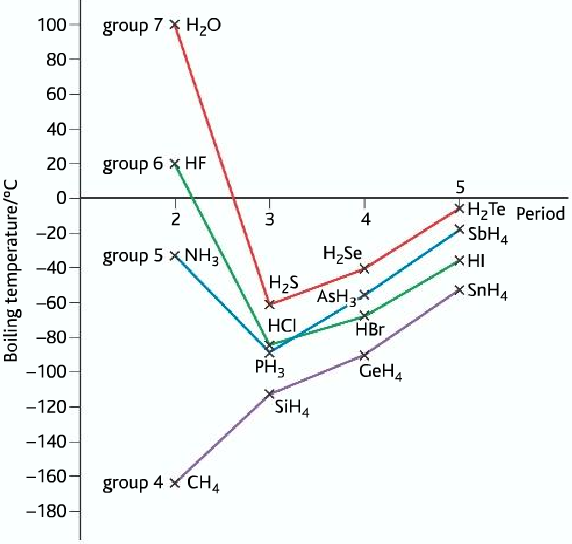 100
80
60
40
20
0
−20
−40
−60
−80
−100
−120
−140
−160
−180
Boiling temperature/°C
group 7 H₂O
group 6 HF
group 5 NH₃
group 4 CH₄
2 3 4 5
Period
H₂S
HCl
PH₃
SiH₄
H₂Se
AsH₃
HBr
GeH₄
H₂Te
SbH₄
HI
SnH₄